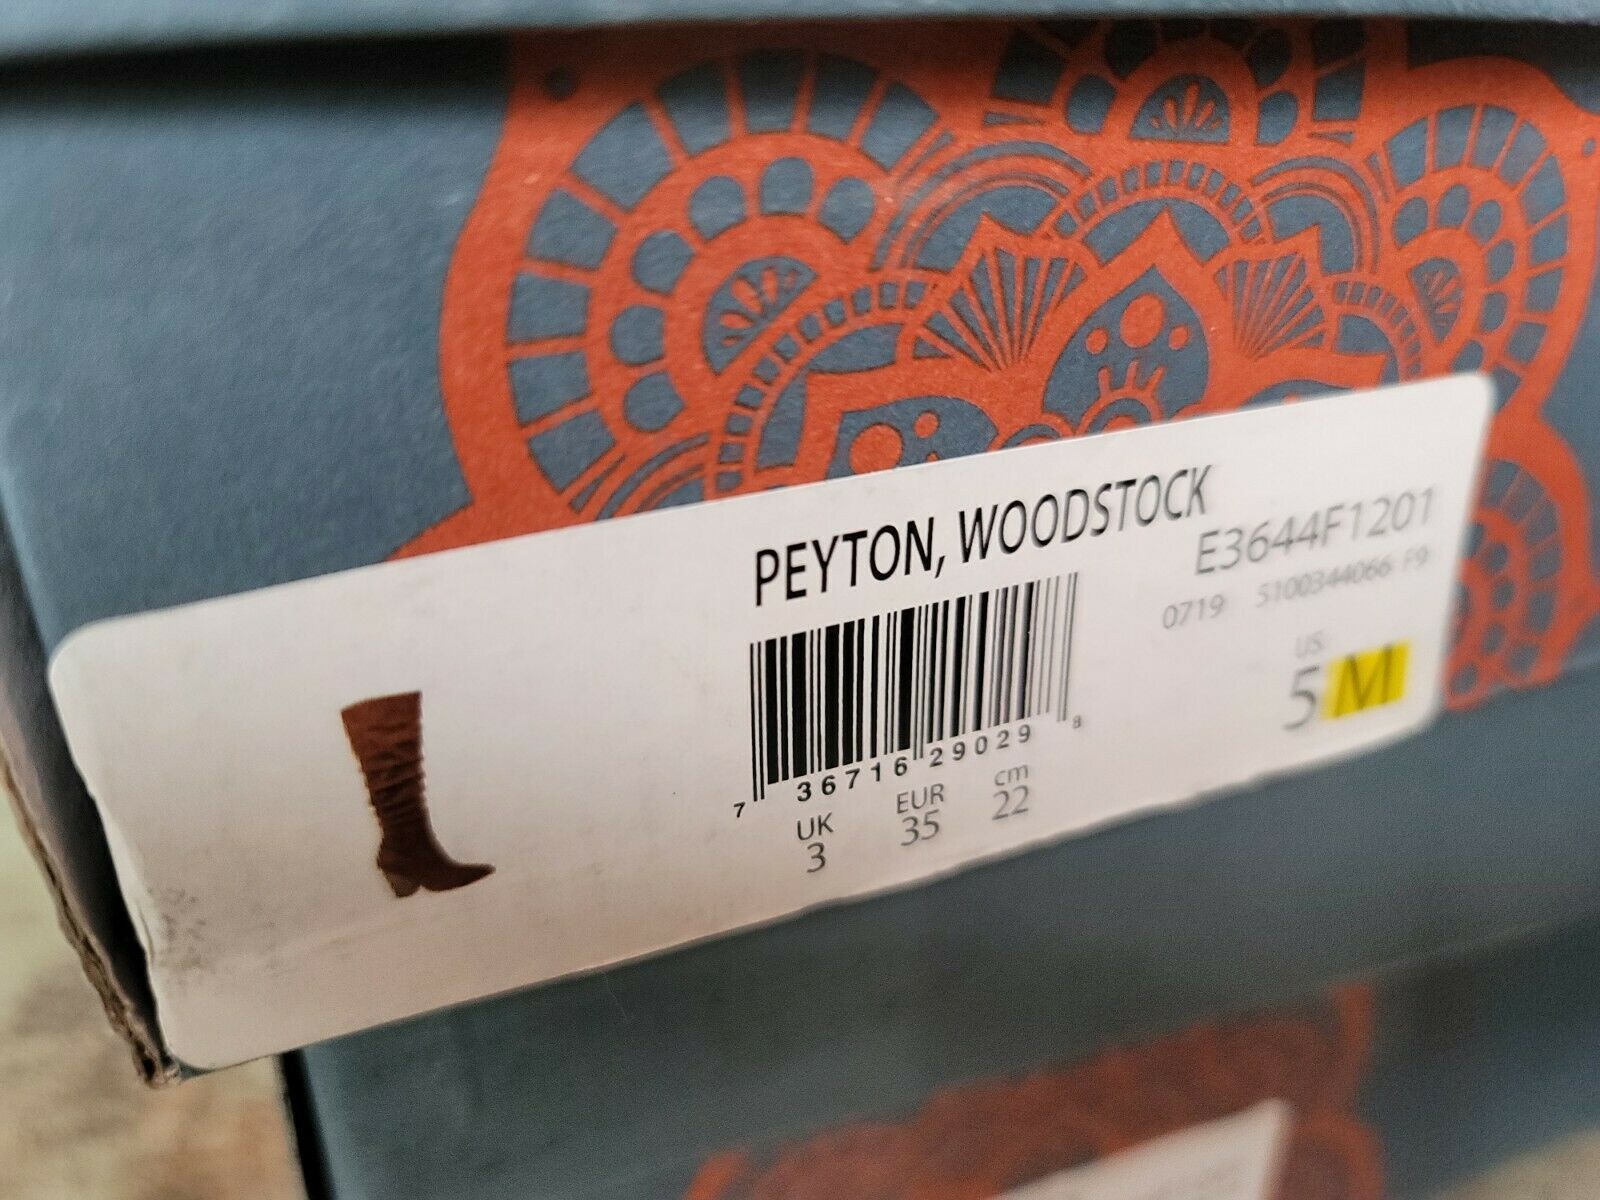 PEYTON, WOODSTOCK
E3644F1201
0719 5100344066 F9
7 36716 29029 8
US
5 M
UK
3
EUR
35
cm
22